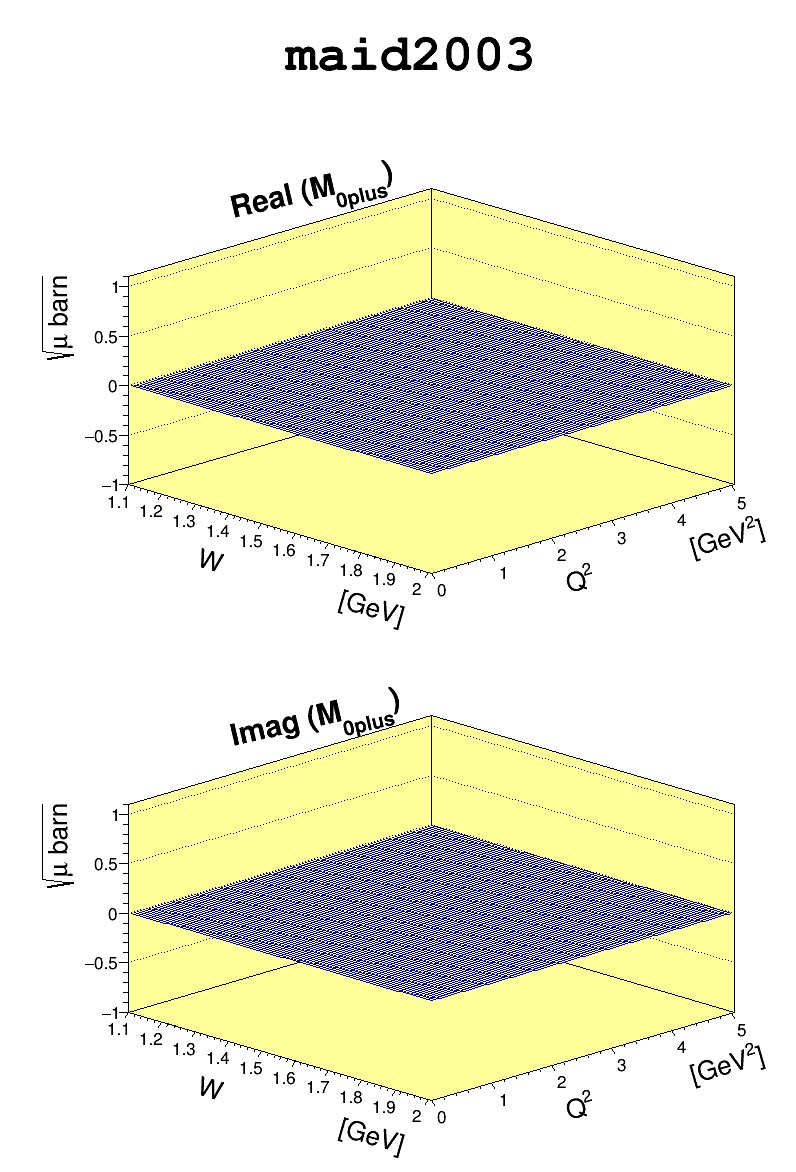 maid2003
Real (M0plus)
√μ barn
1
0.5
0
−0.5
−1
1.1 1.2 1.3 1.4 1.5 1.6 1.7 1.8 1.9 2
W
[GeV]
0 1 2 3 4 5
Q²
[GeV²]
Imag (M0plus)
√μ barn
1
0.5
0
−0.5
−1
1.1 1.2 1.3 1.4 1.5 1.6 1.7 1.8 1.9 2
W
[GeV]
0 1 2 3 4 5
Q²
[GeV²]